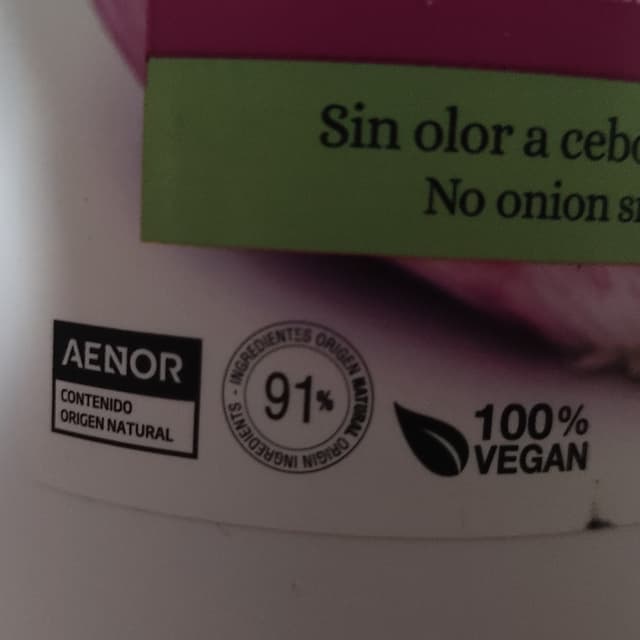 Sin olor a cebo
No onion
AENOR
CONTENIDO
ORIGEN NATURAL
INGREDIENTES ORIGEN NATURAL ORIGIN INGREDIENTS -
91%
100%
VEGAN